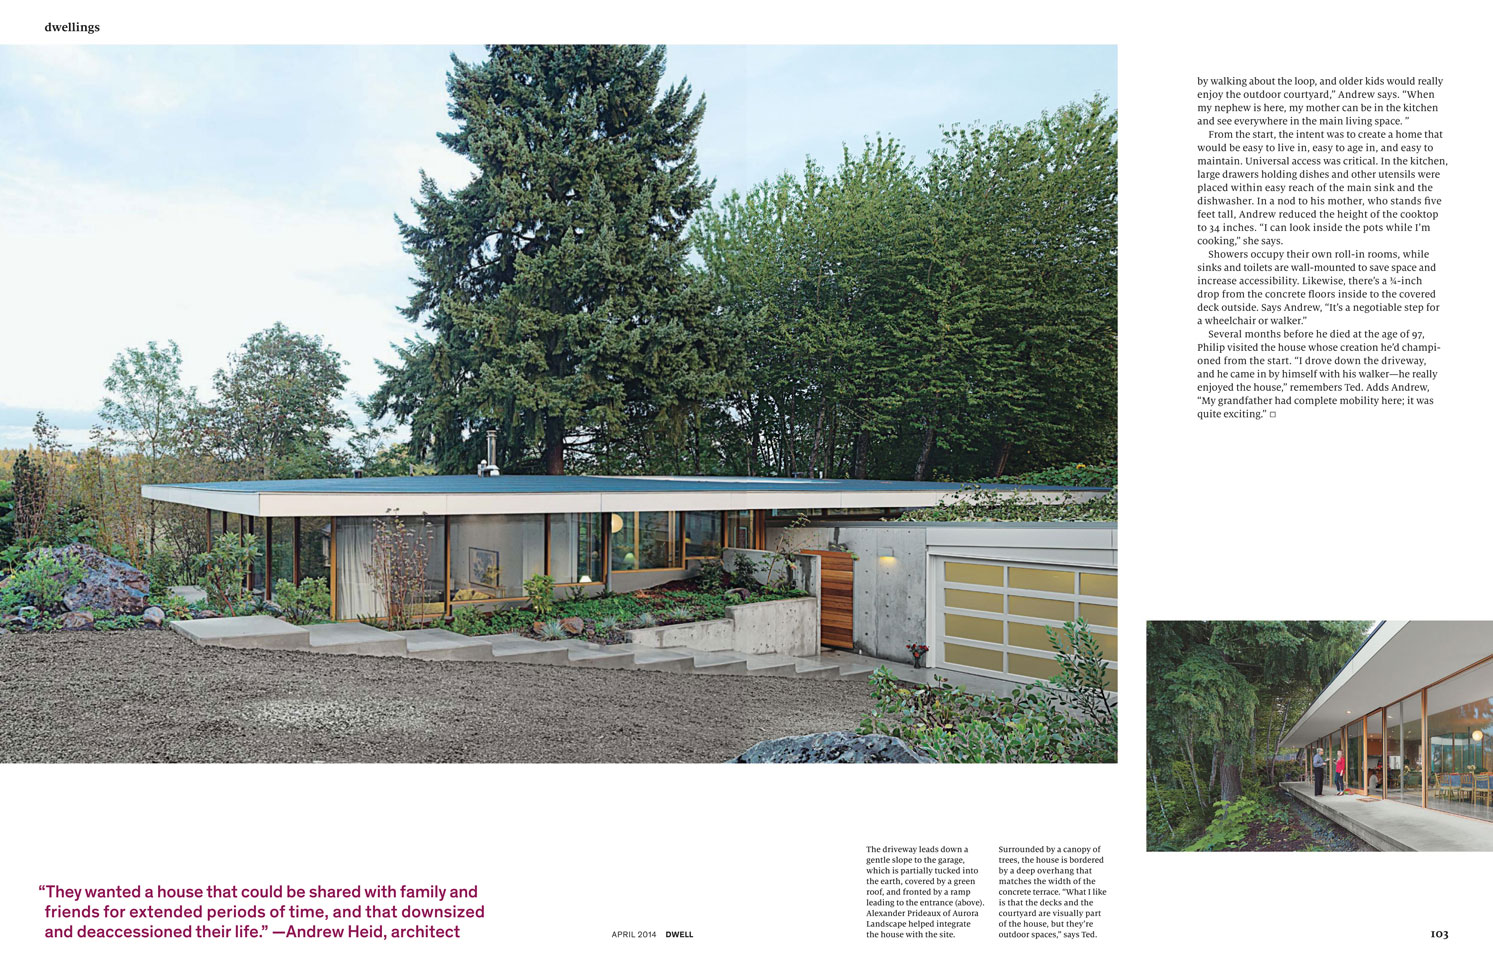 dwellings
by walking about the loop, and older kids would really
enjoy the outdoor courtyard,” Andrew says. “When
my nephew is here, my mother can be in the kitchen
and see everywhere in the main living space. ”
From the start, the intent was to create a home that
would be easy to live in, easy to age in, and easy to
maintain. Universal access was critical. In the kitchen,
large drawers holding dishes and other utensils were
placed within easy reach of the main sink and the
dishwasher. In a nod to his mother, who stands five
feet tall, Andrew reduced the height of the cooktop
to 34 inches. “I can look inside the pots while I’m
cooking,” she says.
Showers occupy their own roll-in rooms, while
sinks and toilets are wall-mounted to save space and
increase accessibility. Likewise, there’s a ¾-inch
drop from the concrete floors inside to the covered
deck outside. Says Andrew, “It’s a negotiable step for
a wheelchair or walker.”
Several months before he died at the age of 97,
Philip visited the house whose creation he’d champi-
oned from the start. “I drove down the driveway,
and he came in by himself with his walker—he really
enjoyed the house,” remembers Ted. Adds Andrew,
“My grandfather had complete mobility here; it was
quite exciting.” □
The driveway leads down a
gentle slope to the garage,
which is partially tucked into
the earth, covered by a green
roof, and fronted by a ramp
leading to the entrance (above).
Alexander Prideaux of Aurora
Landscape helped integrate
the house with the site.
Surrounded by a canopy of
trees, the house is bordered
by a deep overhang that
matches the width of the
concrete terrace. “What I like
is that the decks and the
courtyard are visually part
of the house, but they’re
outdoor spaces,” says Ted.
“They wanted a house that could be shared with family and
friends for extended periods of time, and that downsized
and deaccessioned their life.” —Andrew Heid, architect
APRIL 2014 DWELL
103